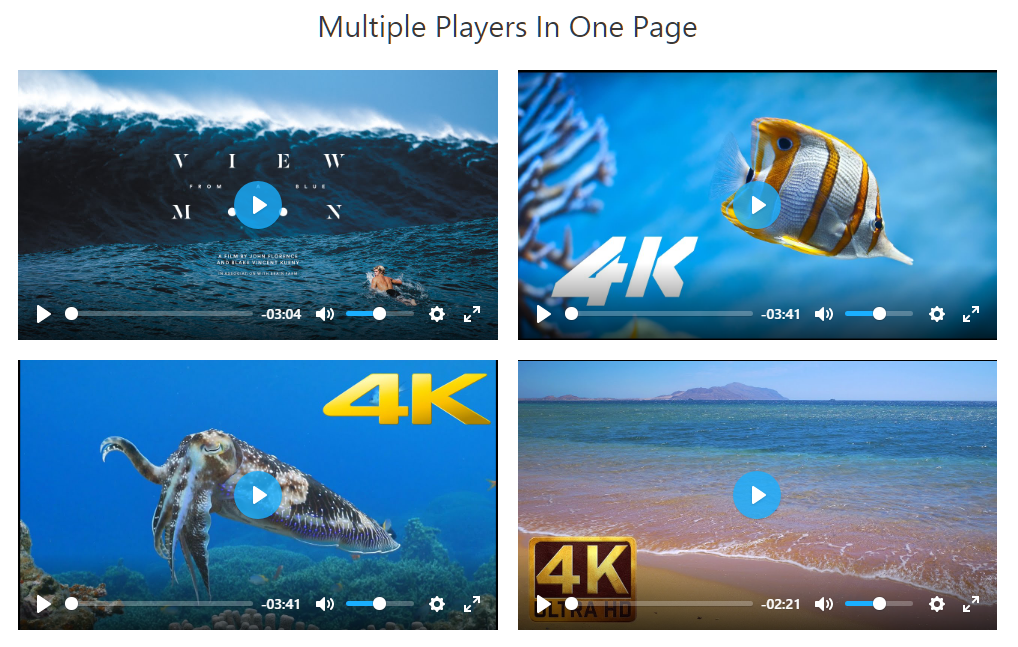 Multiple Players In One Page
V I E W
FROM A BLUE
M O O N
A FILM BY JOHN FLORENCE
AND BLAKE VINCENT KUENY
-03:04
4K
-03:41
4K
-03:41
4K
ULTRA HD
-02:21